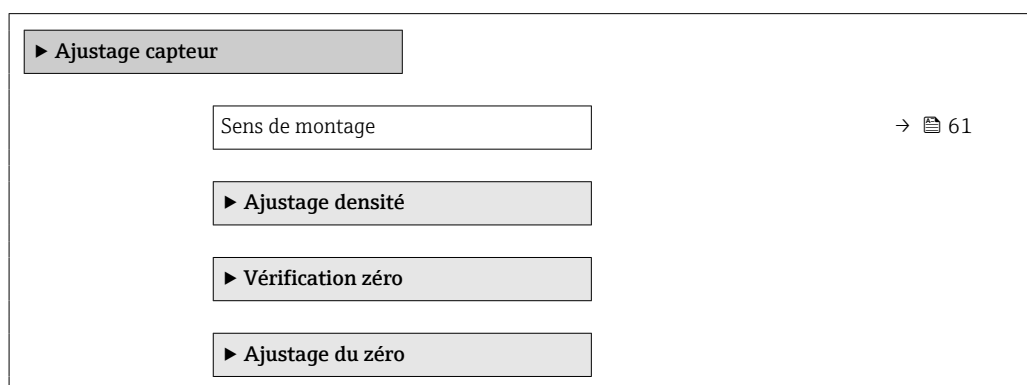 ▶ Ajustage capteur
Sens de montage → 61
▶ Ajustage densité
▶ Vérification zéro
▶ Ajustage du zéro